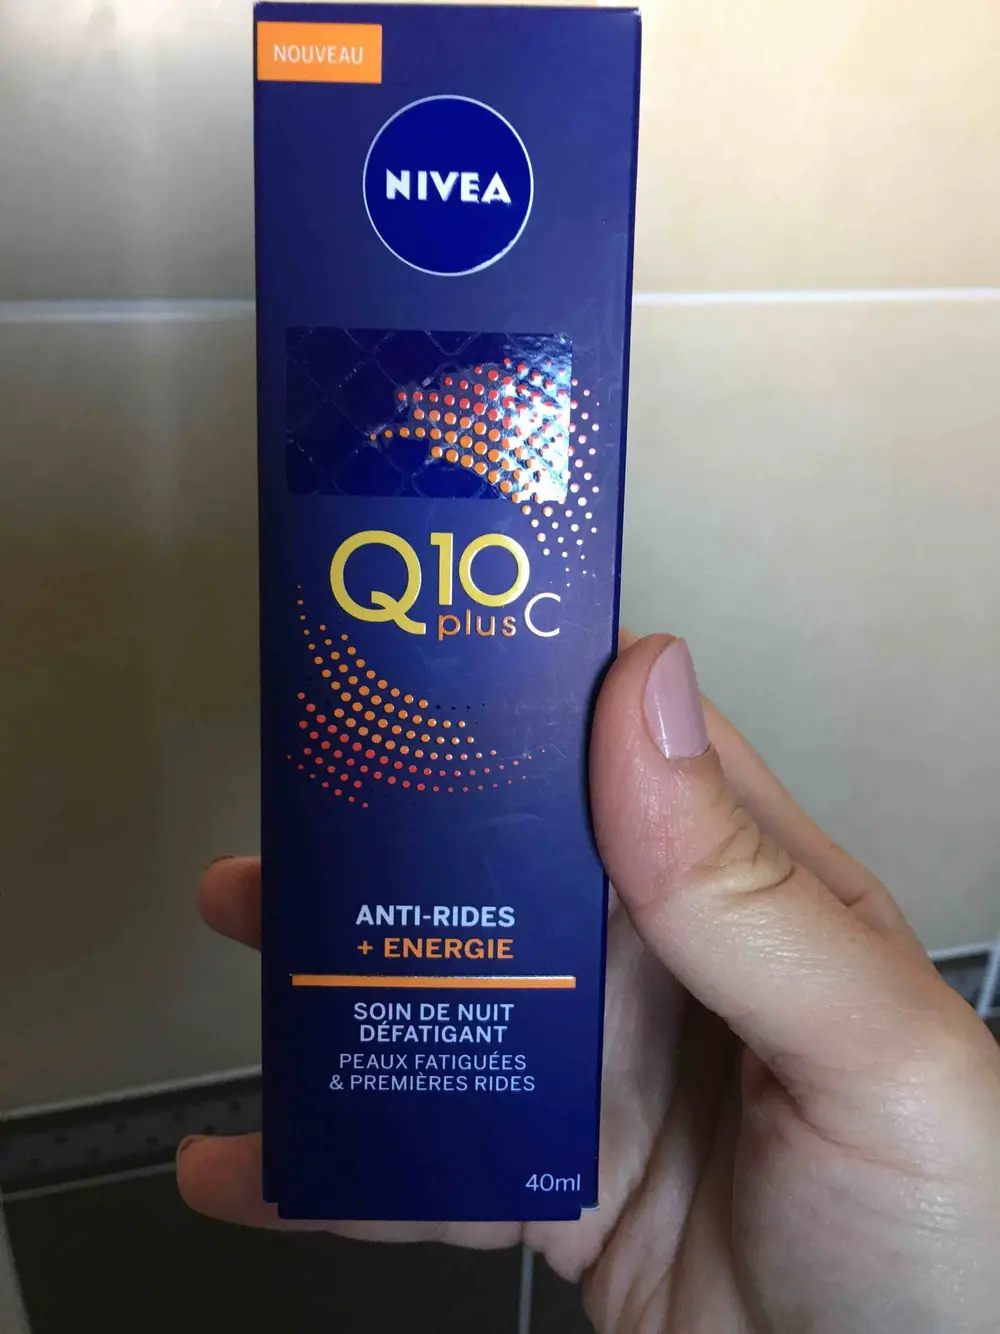 NOUVEAU
NIVEA
Q10
plus C
ANTI-RIDES
+ ENERGIE
SOIN DE NUIT
DÉFATIGANT
PEAUX FATIGUÉES
& PREMIÈRES RIDES
40ml